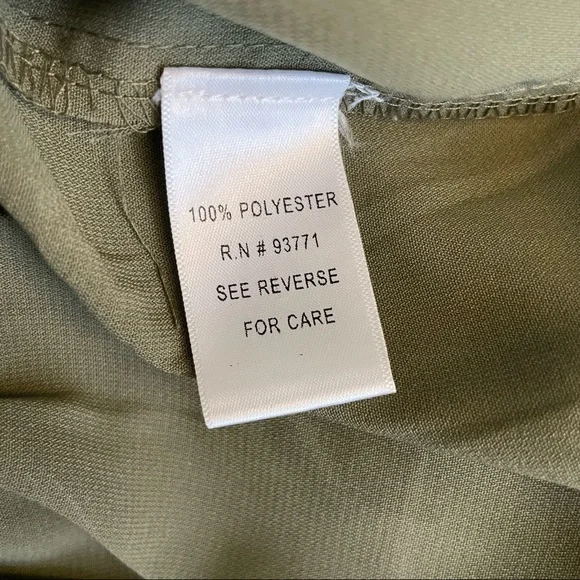 100% POLYESTER
R.N # 93771
SEE REVERSE
FOR CARE